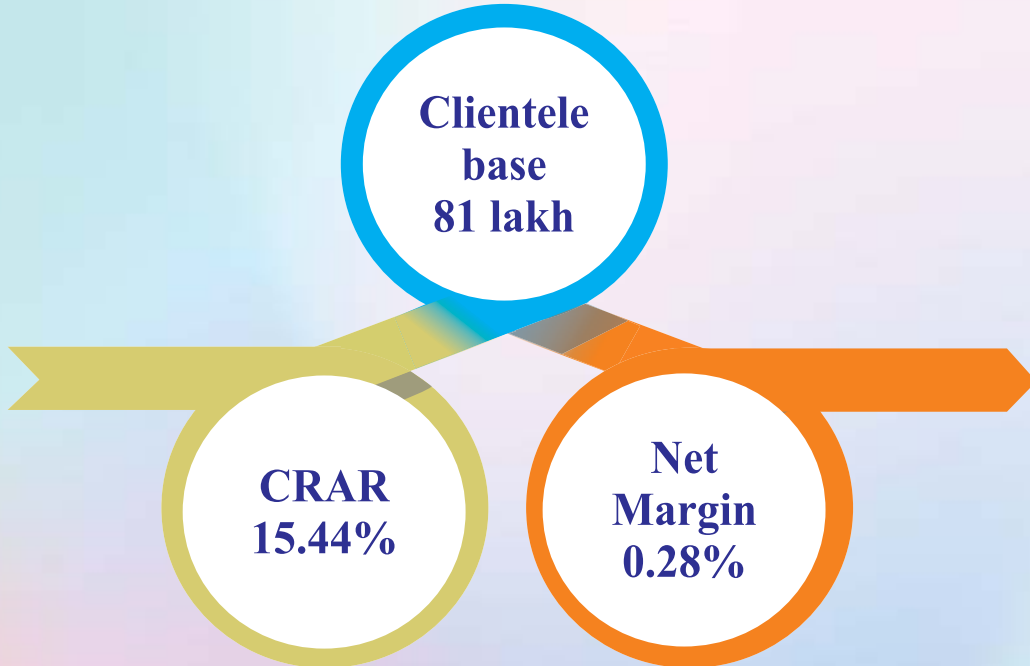 Clientele
base
81 lakh
CRAR
15.44%
Net
Margin
0.28%